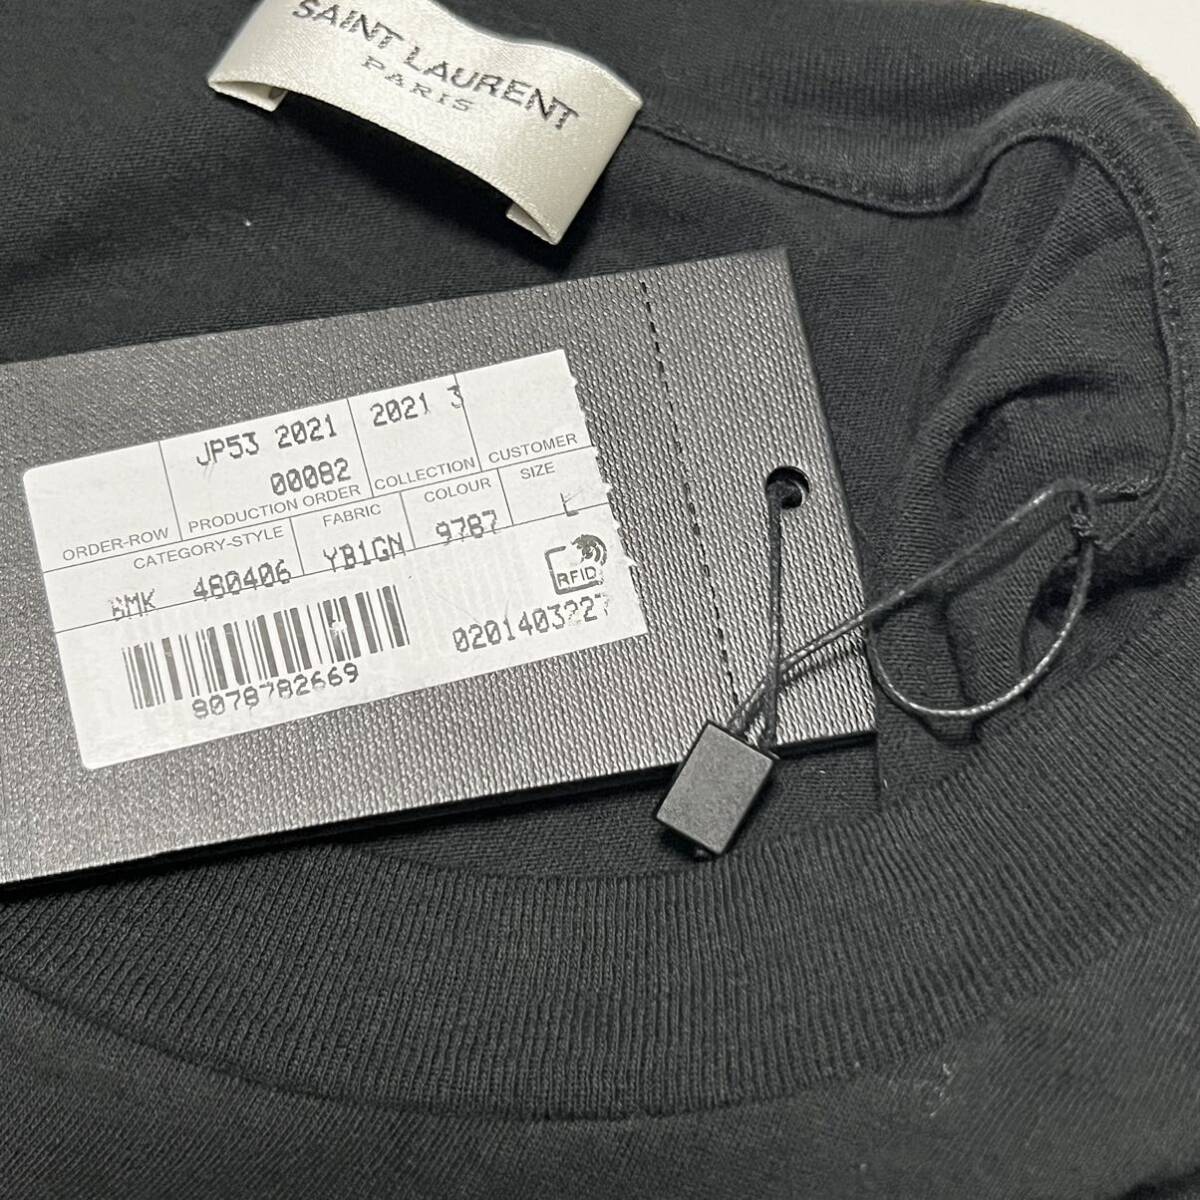 SAINT LAURENT
PARIS
JP53 2021
2021 3
00082
ORDER-ROW
PRODUCTION ORDER
COLLECTION
CUSTOMER
CATEGORY-STYLE
FABRIC
COLOUR
SIZE
BMK 480406
YB1GN
9787
L
RFID
8078782669
0201403227